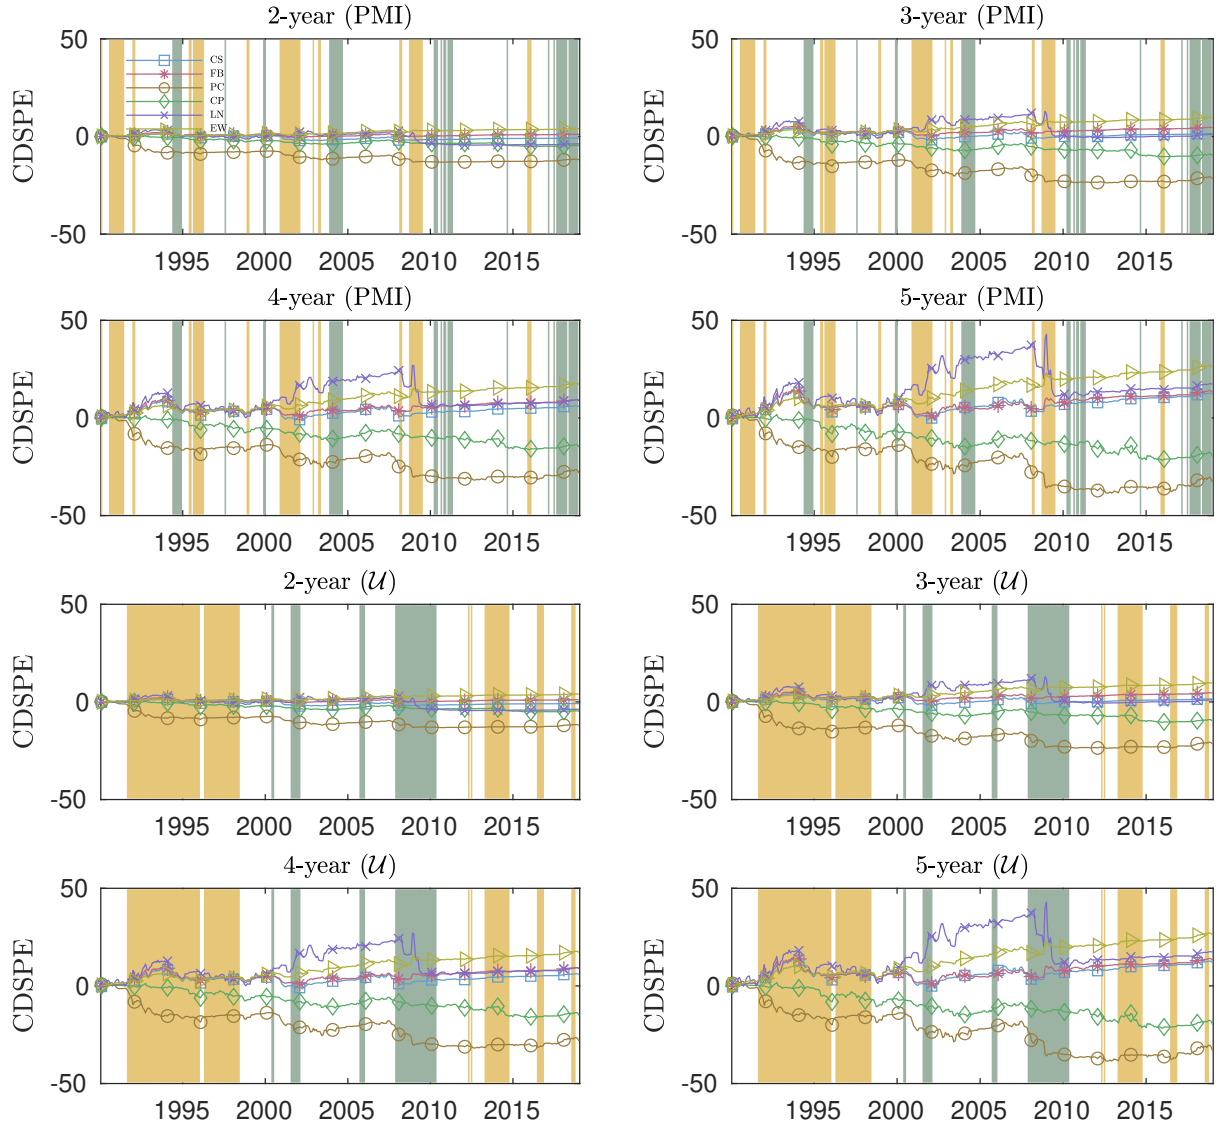 2-year (PMI)
CDSPE
50
0
-50
CS
FB
PC
CP
LN
EW
1995 2000 2005 2010 2015
3-year (PMI)
CDSPE
50
0
-50
1995 2000 2005 2010 2015
4-year (PMI)
CDSPE
50
0
-50
1995 2000 2005 2010 2015
5-year (PMI)
CDSPE
50
0
-50
1995 2000 2005 2010 2015
2-year (𝒰)
CDSPE
50
0
-50
1995 2000 2005 2010 2015
3-year (𝒰)
CDSPE
50
0
-50
1995 2000 2005 2010 2015
4-year (𝒰)
CDSPE
50
0
-50
1995 2000 2005 2010 2015
5-year (𝒰)
CDSPE
50
0
-50
1995 2000 2005 2010 2015